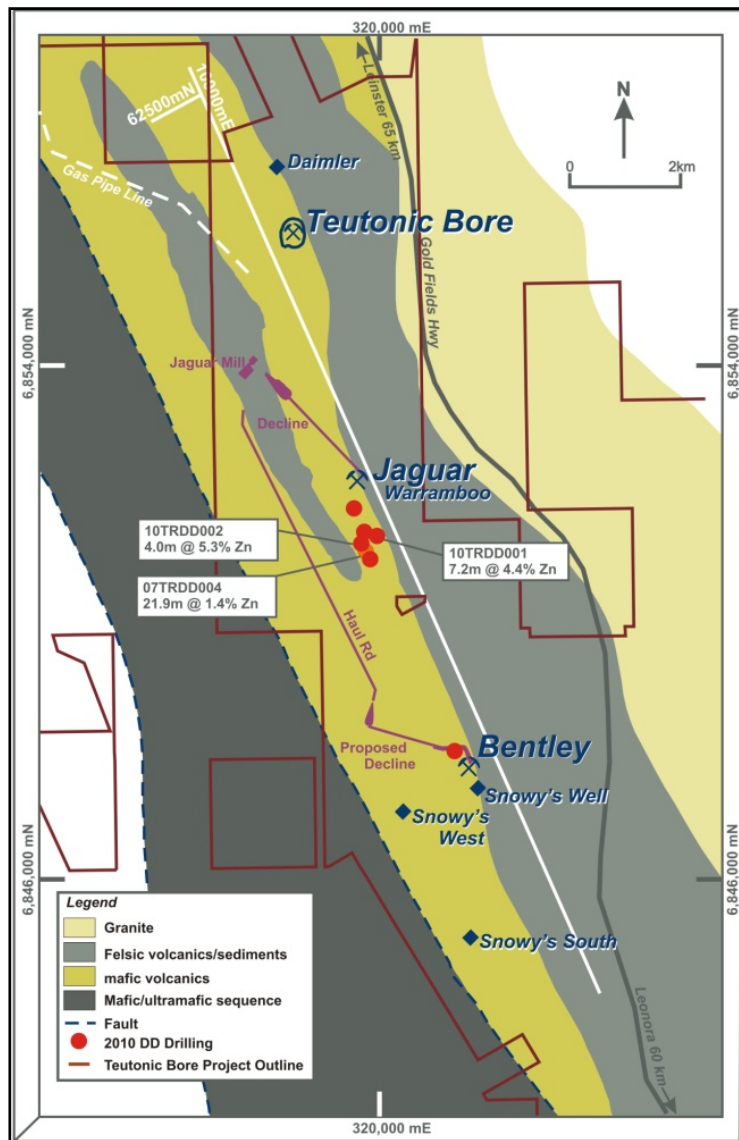 320,000 mE
10000mE
62500mN
Leinster 65 km
N
0 2km
Daimler
Gas Pipe Line
Teutonic Bore
Gold Fields Hwy
6,854,000 mN
6,854,000 mN
Jaguar Mill
Decline
Jaguar
Warramboo
10TRDD002
4.0m @ 5.3% Zn
10TRDD001
7.2m @ 4.4% Zn
07TRDD004
21.9m @ 1.4% Zn
Haul Rd
Proposed
Decline
Bentley
Snowy's Well
Snowy's
West
6,846,000 mN
6,846,000 mN
Snowy's South
Leonora 60 km
Legend
Granite
Felsic volcanics/sediments
mafic volcanics
Mafic/ultramafic sequence
Fault
2010 DD Drilling
Teutonic Bore Project Outline
320,000 mE